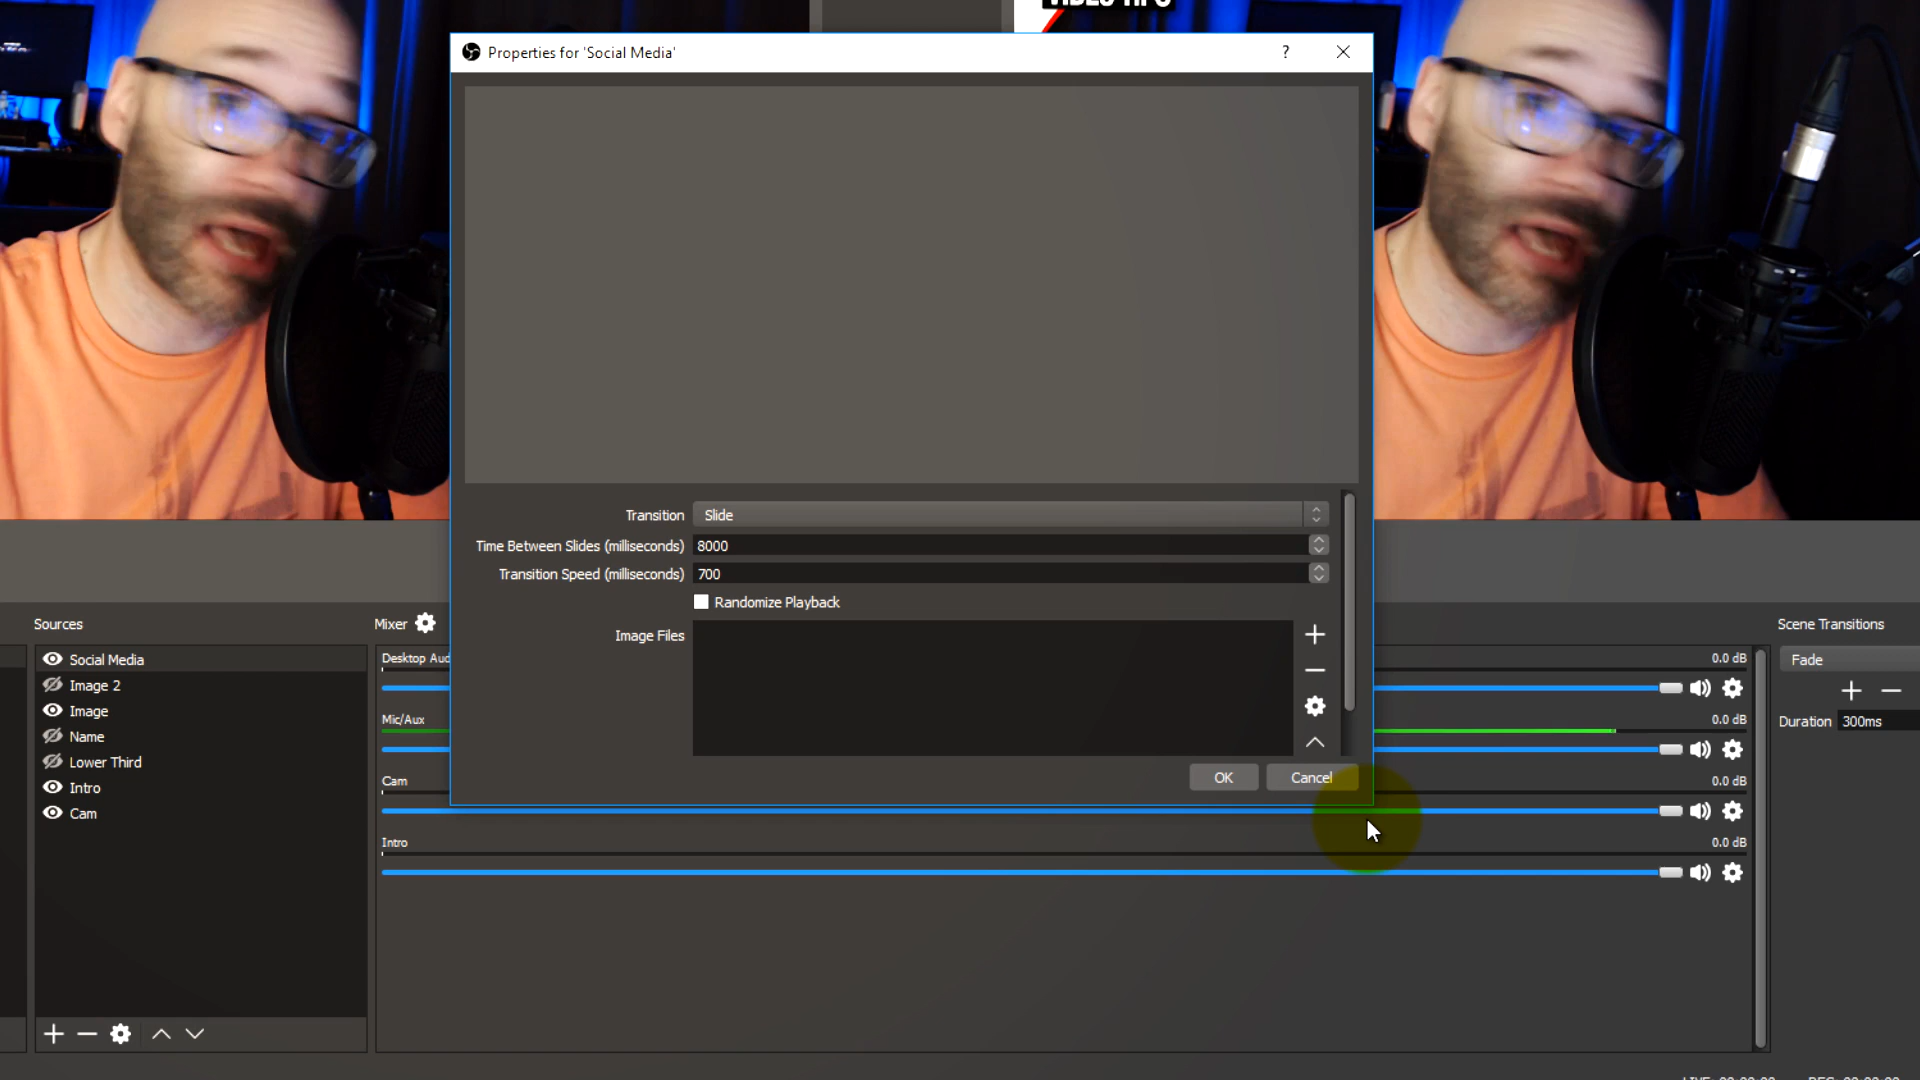 VIDEO TIPS
Properties for 'Social Media'
?
Transition
Slide
Time Between Slides (milliseconds)
8000
Transition Speed (milliseconds)
700
Randomize Playback
Image Files
OK
Cancel
Sources
Social Media
Image 2
Image
Name
Lower Third
Intro
Cam
Mixer
Desktop Aud
0.0 dB
Mic/Aux
0.0 dB
Cam
0.0 dB
Intro
0.0 dB
Scene Transitions
Fade
Duration
300ms